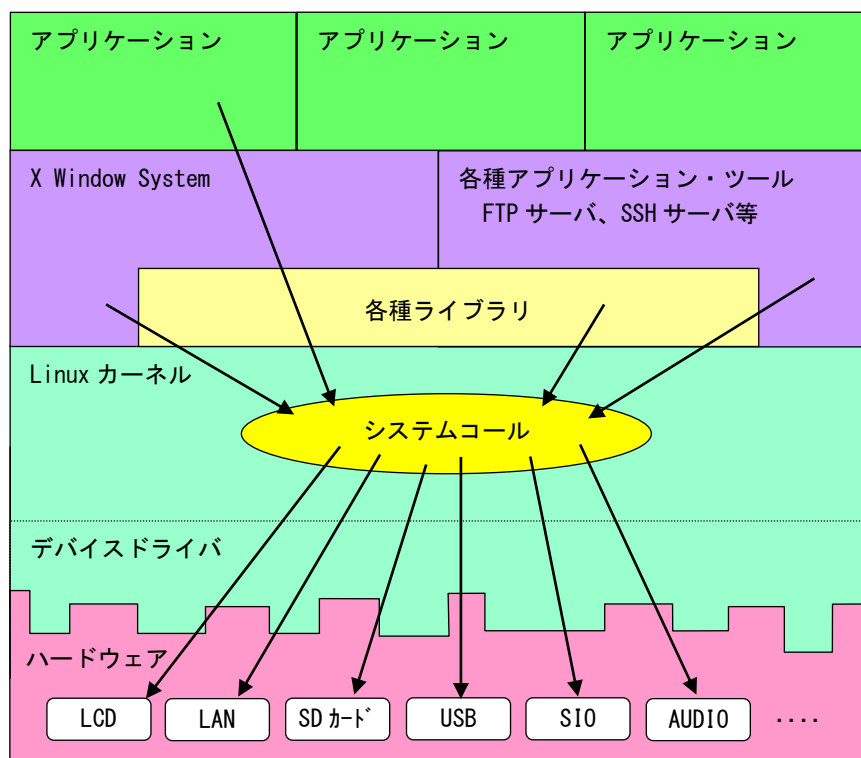 アプリケーション
アプリケーション
アプリケーション
X Window System
各種アプリケーション・ツール
FTP サーバ、SSH サーバ等
各種ライブラリ
Linux カーネル
システムコール
デバイスドライバ
ハードウェア
LCD
LAN
SD ｶｰﾄﾞ
USB
SIO
AUDIO
....